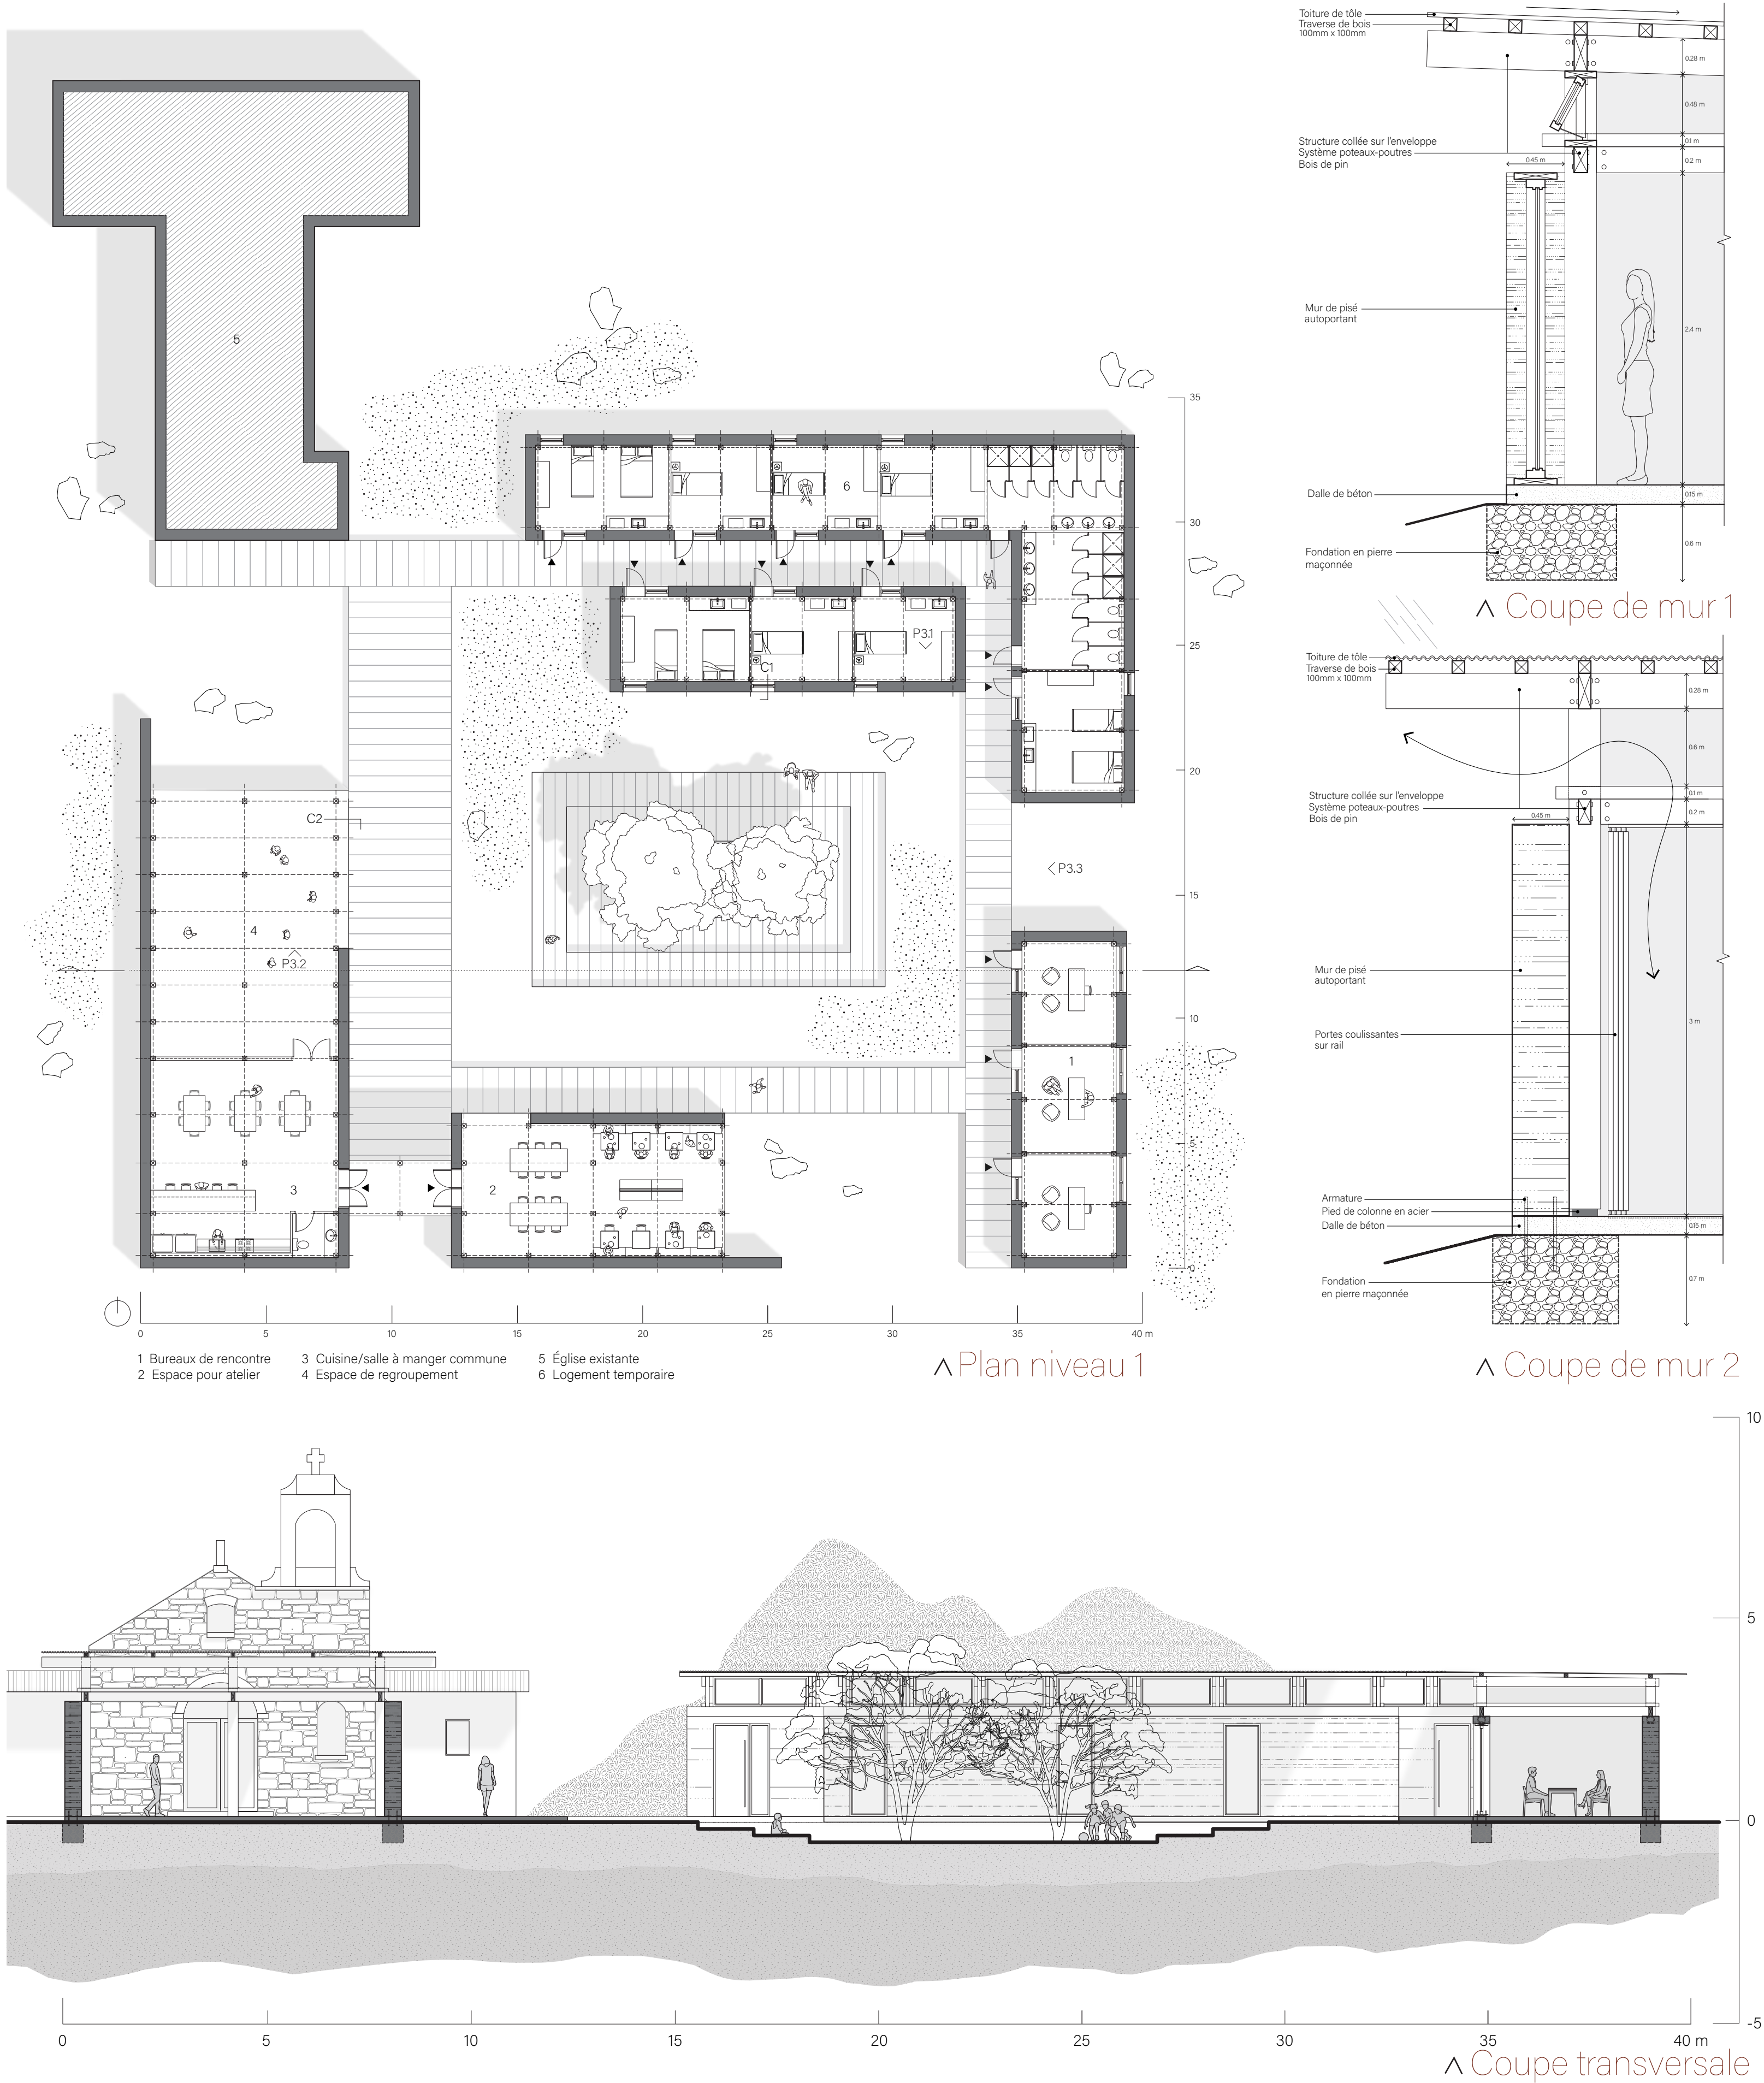 5
6
P3.1
C1
C2
P3.3
4
P3.2
1
3
2
35
30
25
20
15
10
5
0
0
5
10
15
20
25
30
35
40 m
1 Bureaux de rencontre
2 Espace pour atelier
3 Cuisine/salle à manger commune
4 Espace de regroupement
5 Église existante
6 Logement temporaire
Plan niveau 1
Toiture de tôle
Traverse de bois
100mm x 100mm
0.28 m
0.48 m
0.1 m
0.2 m
Structure collée sur l'enveloppe
Système poteaux-poutres
Bois de pin
0.45 m
Mur de pisé
autoportant
2.4 m
Dalle de béton
0.15 m
Fondation en pierre
maçonnée
0.6 m
Coupe de mur 1
Toiture de tôle
Traverse de bois
100mm x 100mm
0.28 m
0.6 m
0.1 m
0.2 m
Structure collée sur l'enveloppe
Système poteaux-poutres
Bois de pin
0.45 m
Mur de pisé
autoportant
Portes coulissantes
sur rail
3 m
Armature
Pied de colonne en acier
Dalle de béton
0.15 m
Fondation
en pierre maçonnée
0.7 m
Coupe de mur 2
10
5
0
-5
0
5
10
15
20
25
30
35
40 m
Coupe transversale